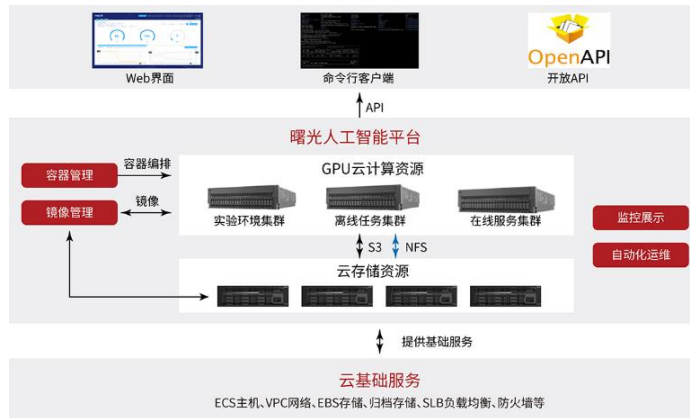 OpenAPI
Web界面
命令行客户端
开放API
API
曙光人工智能平台
容器管理
容器编排
GPU云计算资源
镜像管理
镜像
实验环境集群
离线任务集群
在线服务集群
监控展示
S3
NFS
自动化运维
云存储资源
提供基础服务
云基础服务
ECS主机、VPC网络、EBS存储、归档存储、SLB负载均衡、防火墙等